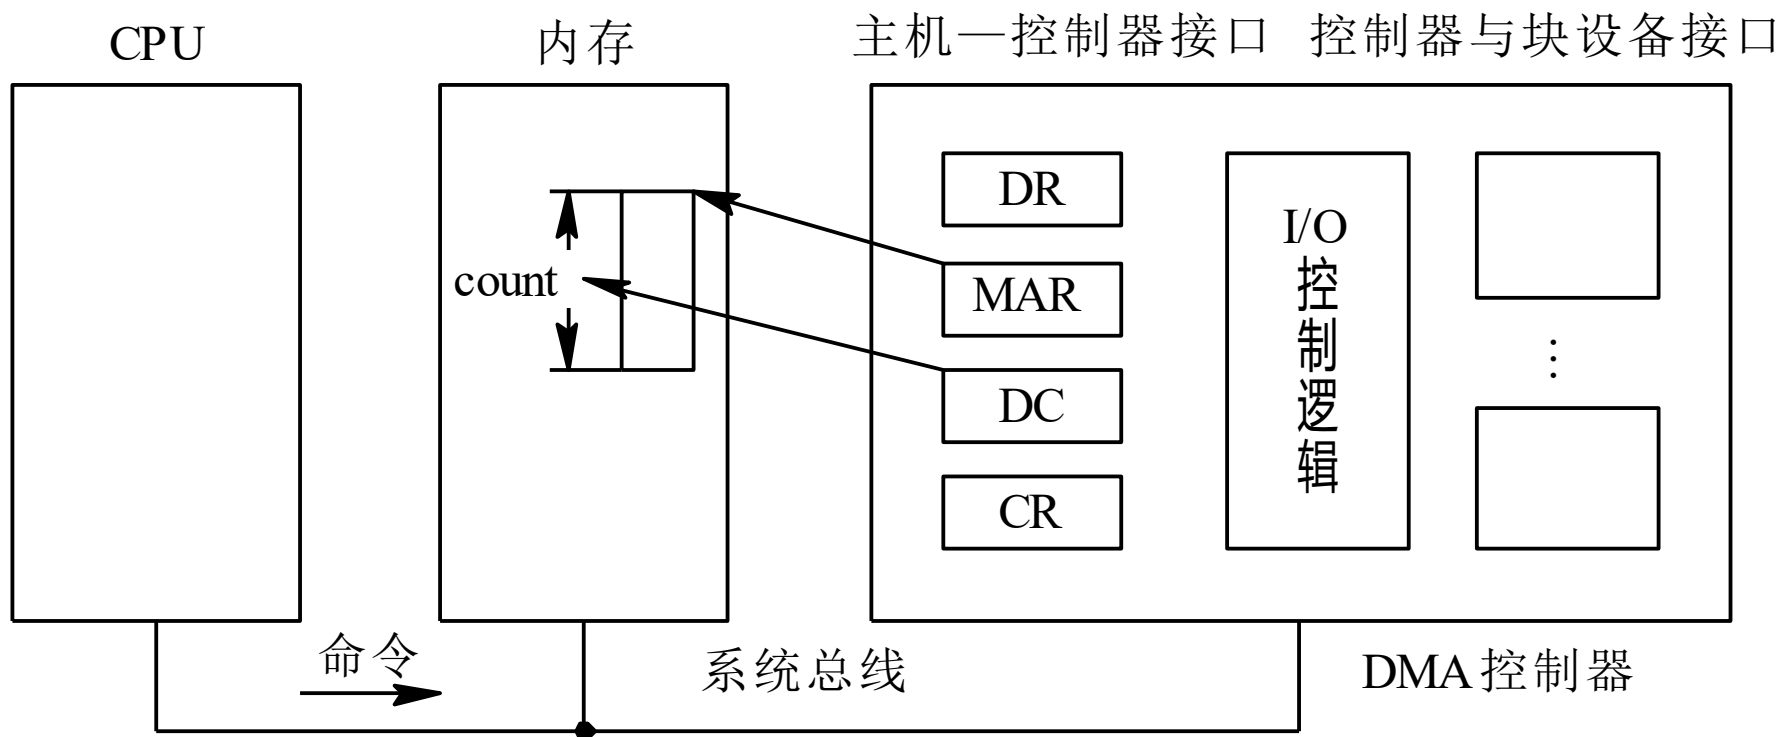 CPU
内存
主机—控制器接口 控制器与块设备接口
count
DR
MAR
DC
CR
I/O
控
制
逻
辑
⋮
命令
系统总线
DMA控制器